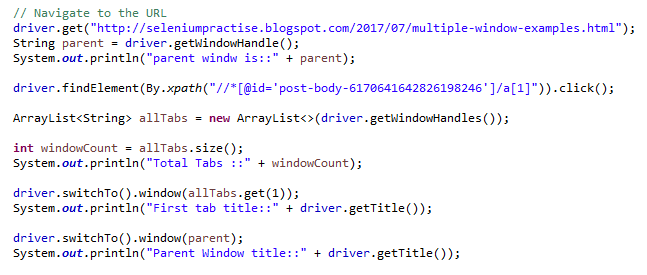 // Navigate to the URL
driver.get("http://seleniumpractise.blogspot.com/2017/07/multiple-window-examples.html");
String parent = driver.getWindowHandle();
System.out.println("parent windw is::" + parent);
driver.findElement(By.xpath("//*[@id='post-body-6170641642826198246']/a[1]")).click();
ArrayList<String> allTabs = new ArrayList<>(driver.getWindowHandles());
int windowCount = allTabs.size();
System.out.println("Total Tabs ::" + windowCount);
driver.switchTo().window(allTabs.get(1));
System.out.println("First tab title::" + driver.getTitle());
driver.switchTo().window(parent);
System.out.println("Parent Window title::" + driver.getTitle());